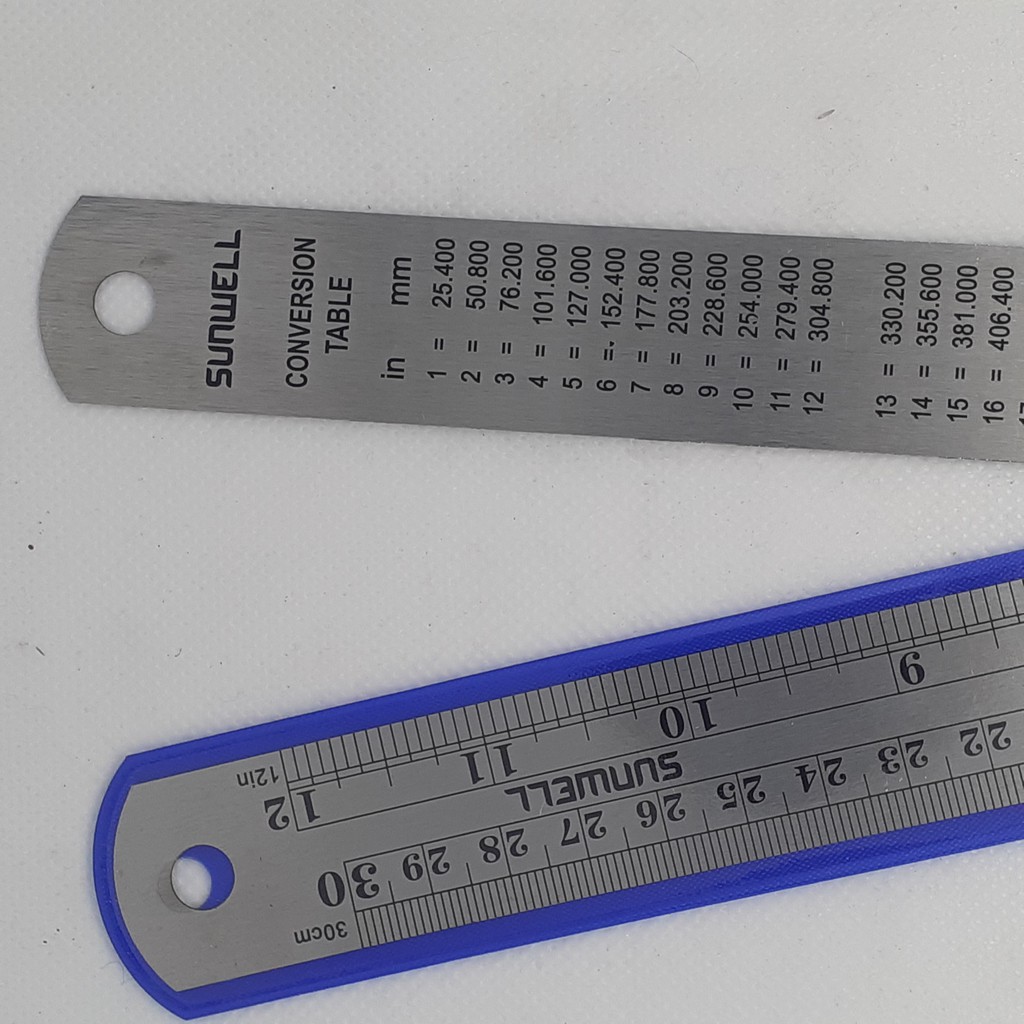 SUNWELL
CONVERSION
TABLE
in mm
1 = 25.400
2 = 50.800
3 = 76.200
4 = 101.600
5 = 127.000
6 = 152.400
7 = 177.800
8 = 203.200
9 = 228.600
10 = 254.000
11 = 279.400
12 = 304.800
13 = 330.200
14 = 355.600
15 = 381.000
16 = 406.400
9 10 11 12 12in
SUNWELL
22 23 24 25 26 27 28 29 30
30cm